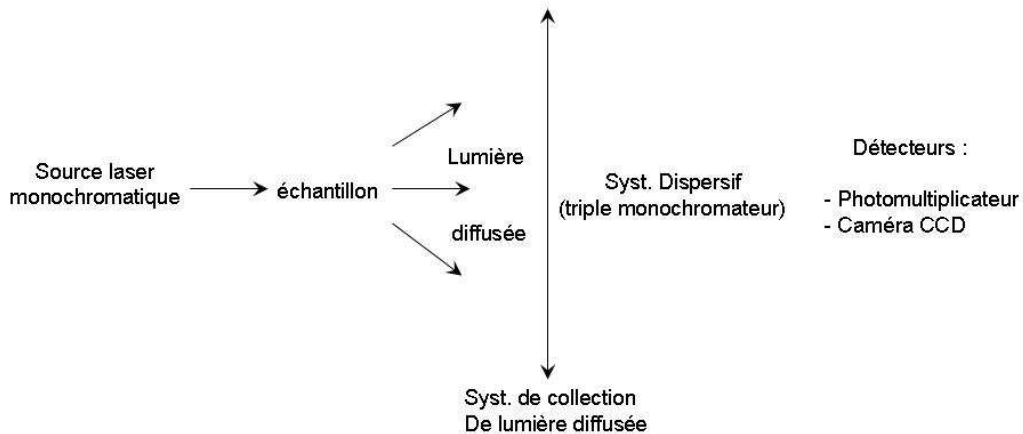 Source laser
monochromatique
échantillon
Lumière
diffusée
Syst. Dispersif
(triple monochromateur)
Détecteurs :
- Photomultiplicateur
- Caméra CCD
Syst. de collection
De lumière diffusée